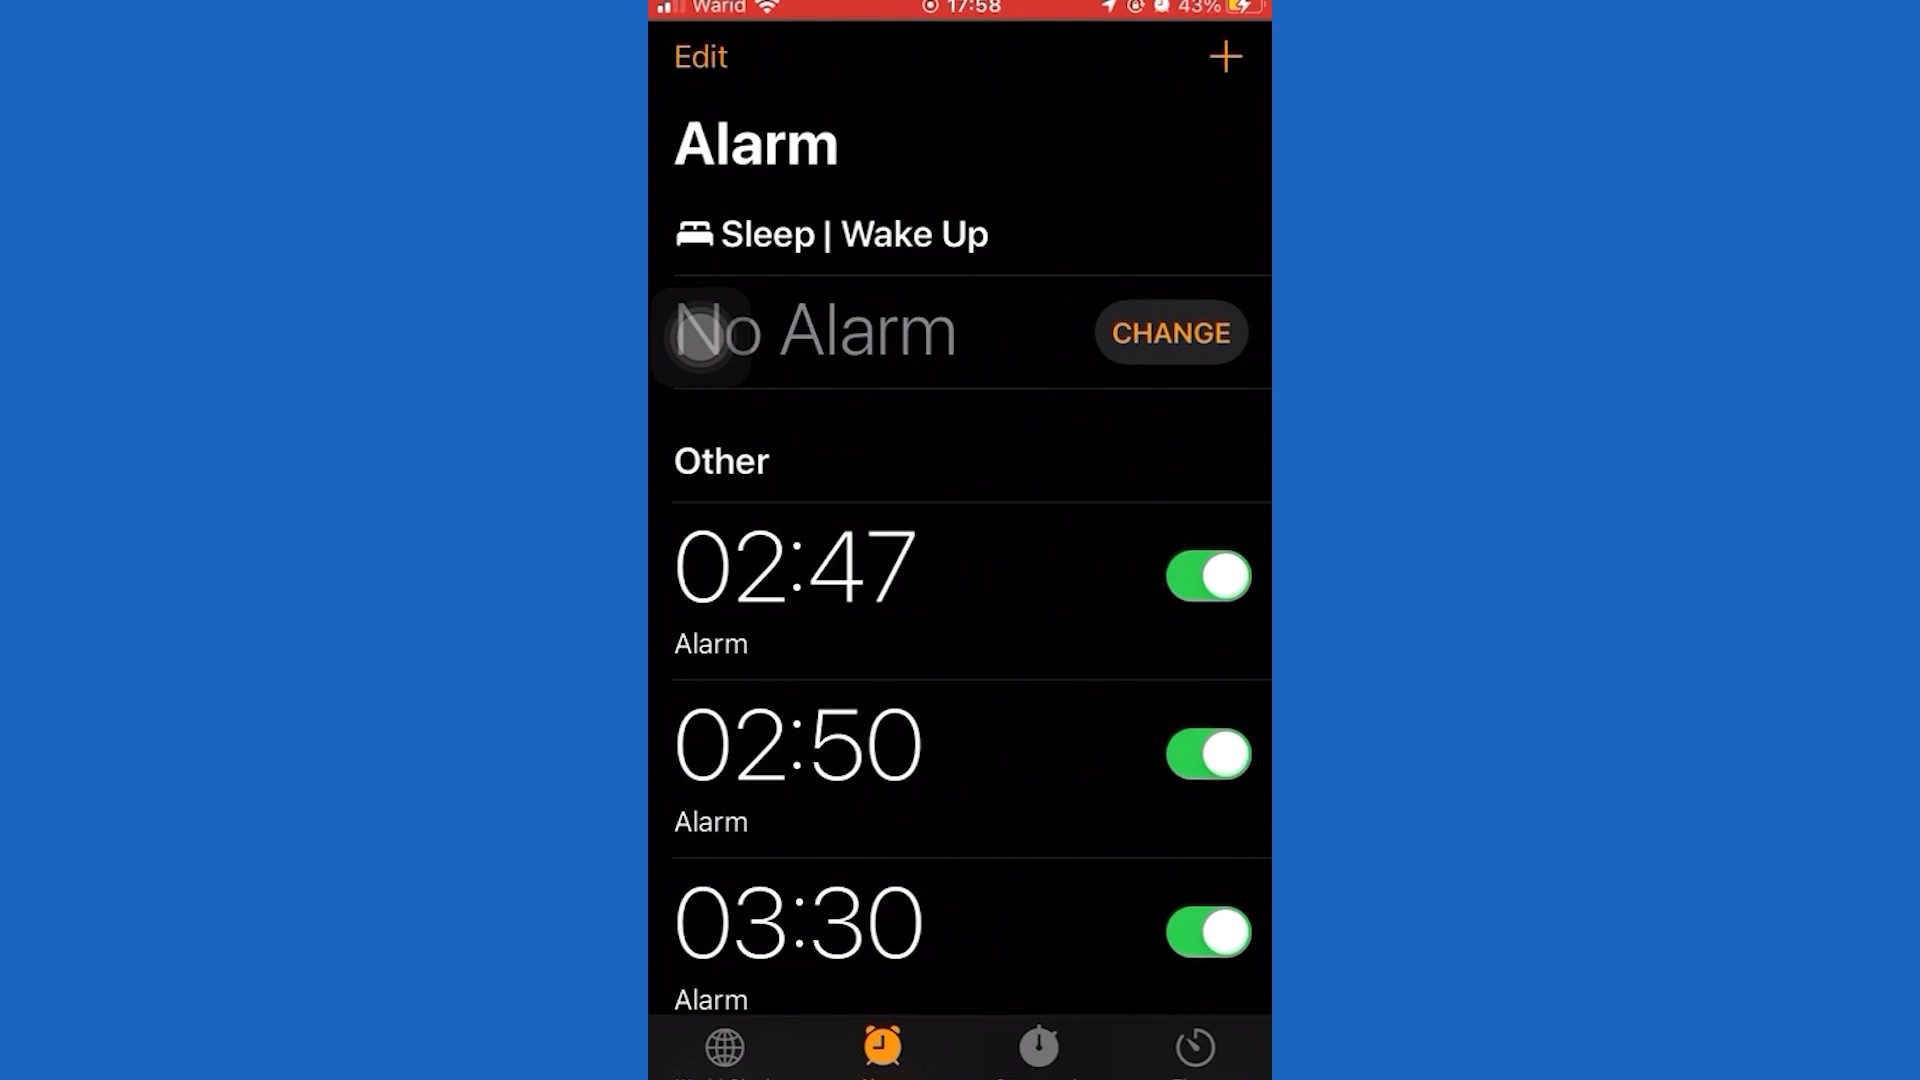 Warid 17:58 43%
Edit
Alarm
Sleep | Wake Up
No Alarm CHANGE
Other
02:47
Alarm
02:50
Alarm
03:30
Alarm